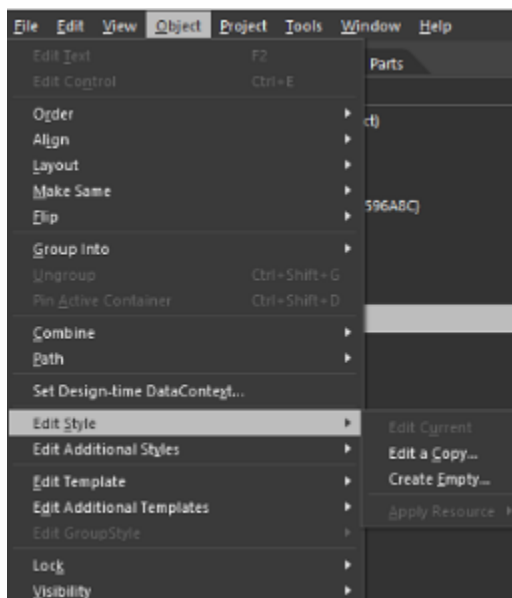 File Edit View Object Project Tools Window Help
Edit Text F2
Parts
Edit Control Ctrl+E
Order
ct)
Align
Layout
Make Same
596A8C)
Flip
Group Into
Ungroup Ctrl+Shift+G
Pin Active Container Ctrl+Shift+D
Combine
Path
Set Design-time DataContext...
Edit Style
Edit Current
Edit Additional Styles
Edit a Copy...
Edit Template
Create Empty...
Edit Additional Templates
Apply Resource
Edit GroupStyle
Lock
Visibility